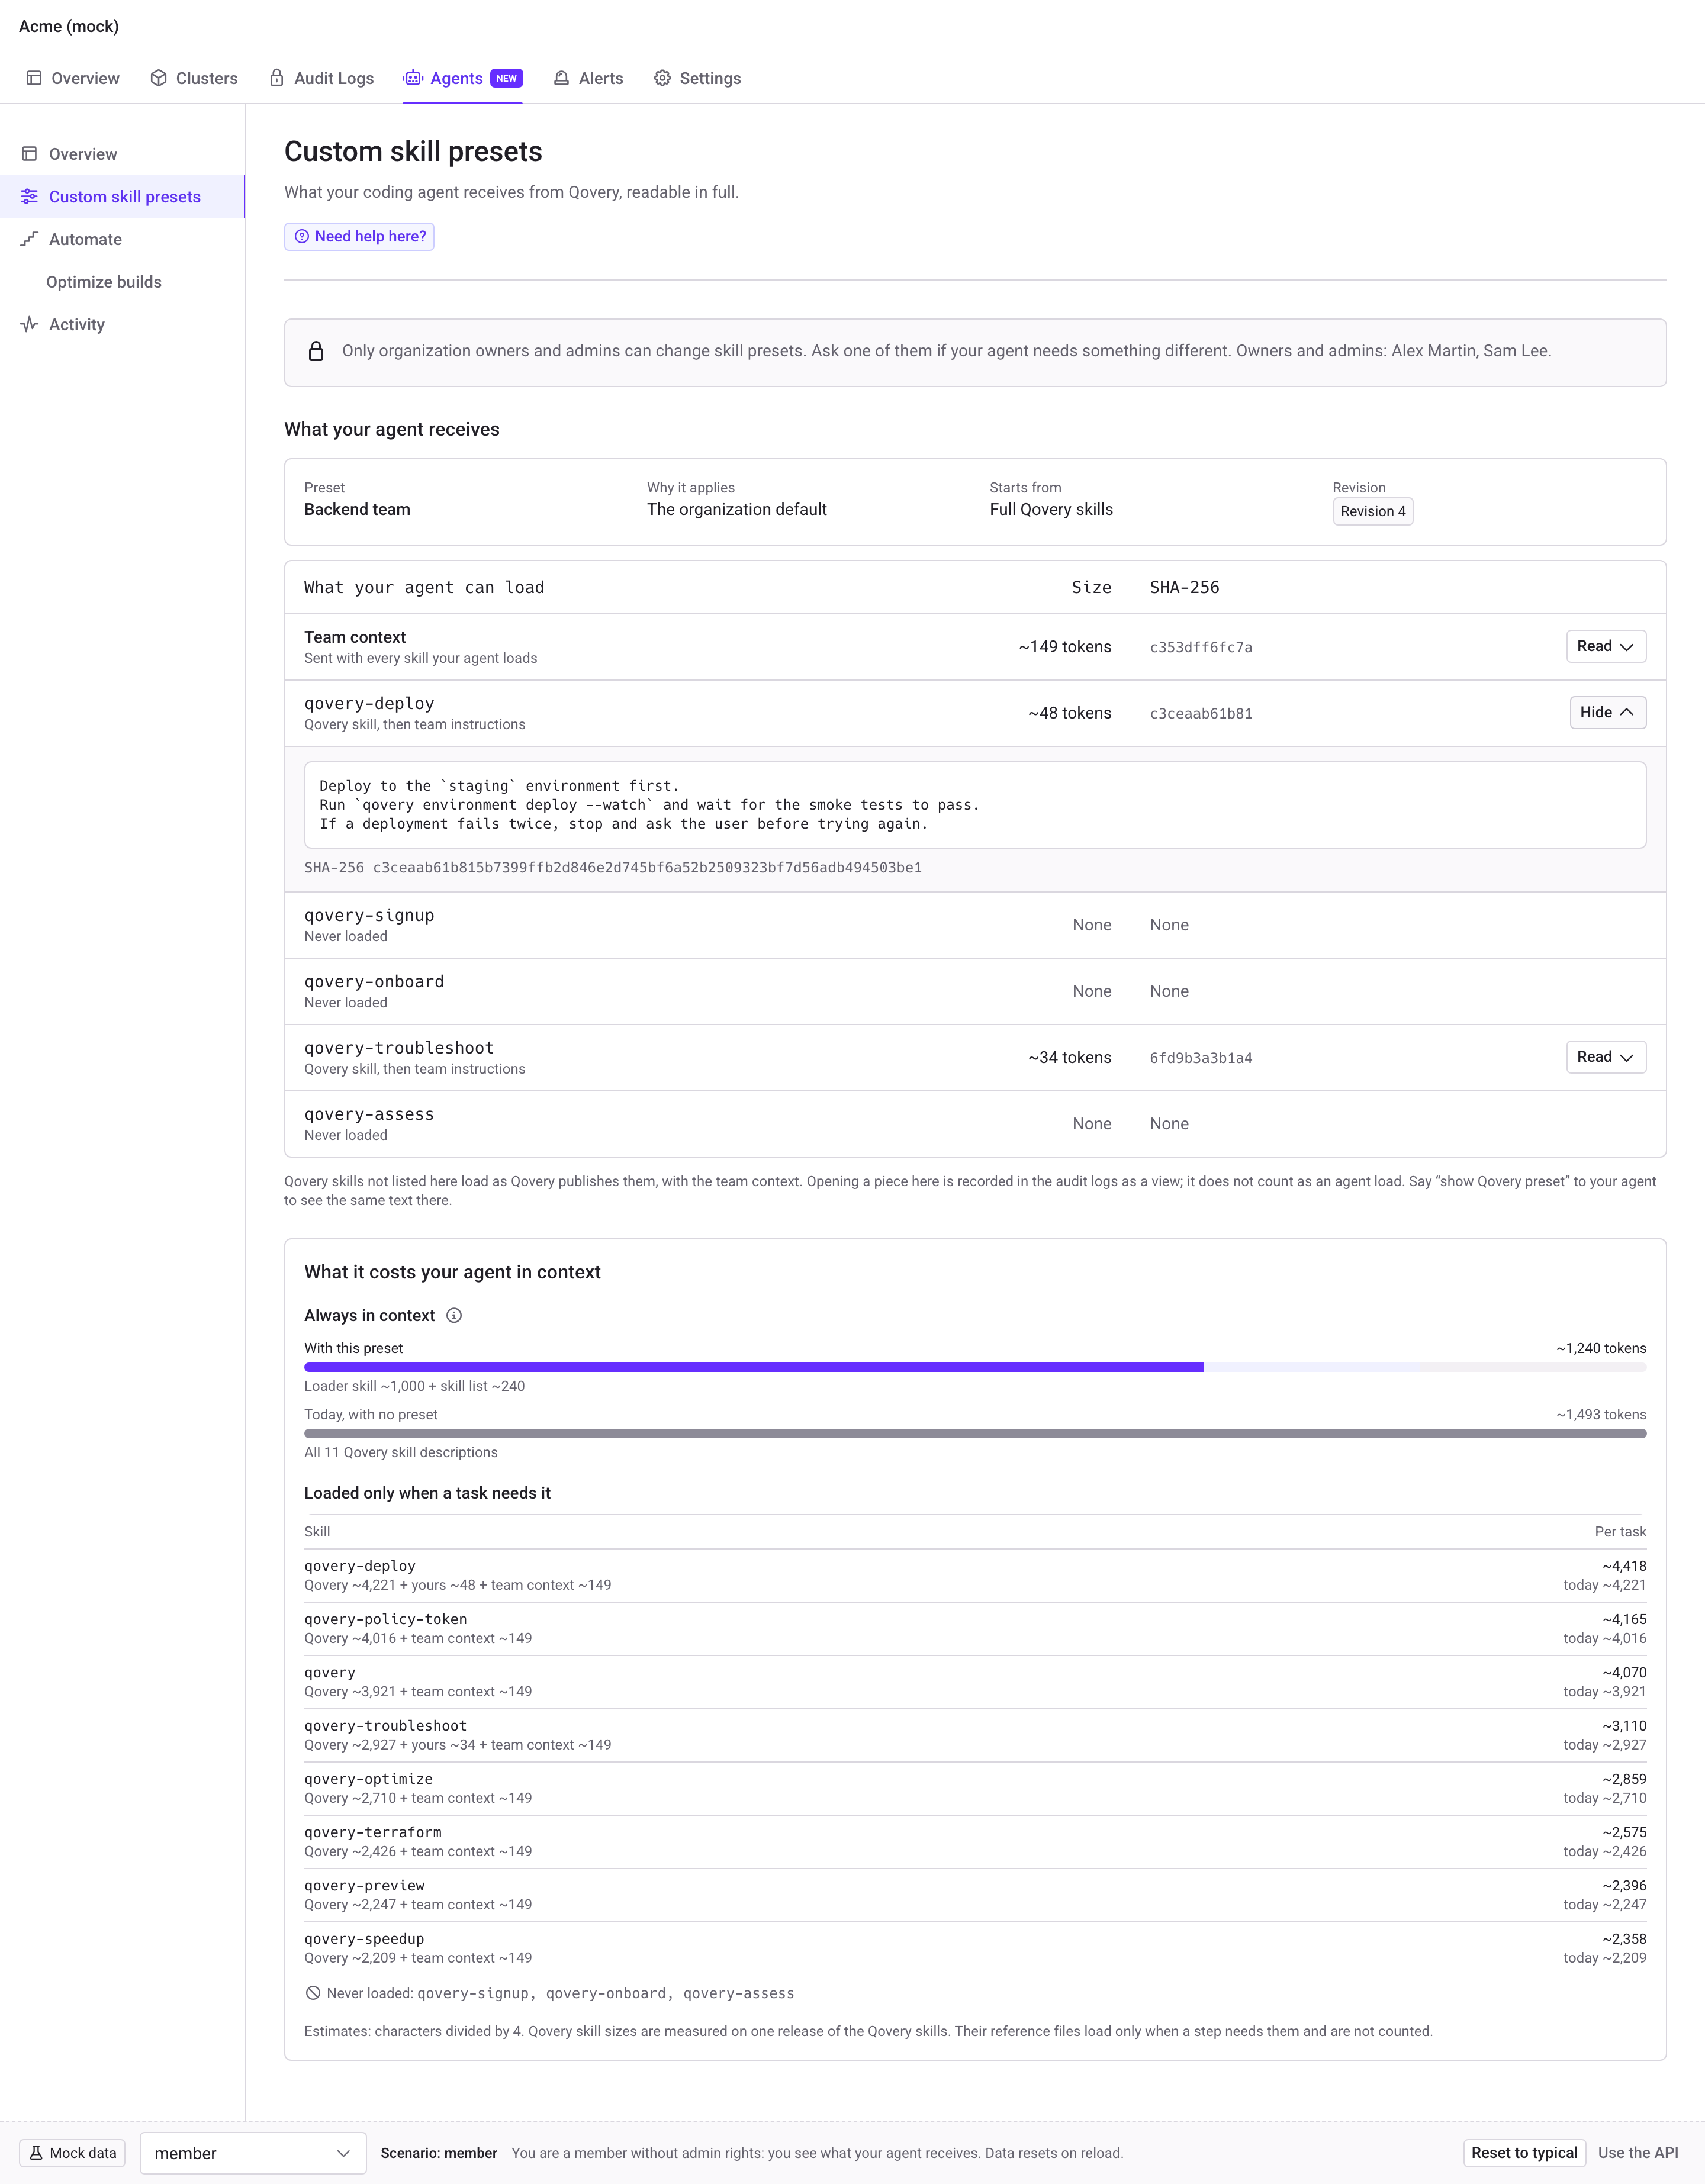 Acme (mock)
Overview
Clusters
Audit Logs
Agents NEW
Alerts
Settings
Overview
Custom skill presets
Automate
Optimize builds
Activity
Custom skill presets
What your coding agent receives from Qovery, readable in full.
Need help here?
Only organization owners and admins can change skill presets. Ask one of them if your agent needs something different. Owners and admins: Alex Martin, Sam Lee.
What your agent receives
Preset
Backend team
Why it applies
The organization default
Starts from
Full Qovery skills
Revision
Revision 4
What your agent can load Size SHA-256
Team context
Sent with every skill your agent loads
~149 tokens c353dff6fc7a Read
qovery-deploy
Qovery skill, then team instructions
~48 tokens c3ceaab61b81 Hide
Deploy to the `staging` environment first.
Run `qovery environment deploy --watch` and wait for the smoke tests to pass.
If a deployment fails twice, stop and ask the user before trying again.
SHA-256 c3ceaab61b815b7399ffb2d846e2d745bf6a52b2509323bf7d56adb494503be1
qovery-signup
Never loaded
None None
qovery-onboard
Never loaded
None None
qovery-troubleshoot
Qovery skill, then team instructions
~34 tokens 6fd9b3a3b1a4 Read
qovery-assess
Never loaded
None None
Qovery skills not listed here load as Qovery publishes them, with the team context. Opening a piece here is recorded in the audit logs as a view; it does not count as an agent load. Say “show Qovery preset” to your agent
to see the same text there.
What it costs your agent in context
Always in context
With this preset ~1,240 tokens
Loader skill ~1,000 + skill list ~240
Today, with no preset ~1,493 tokens
All 11 Qovery skill descriptions
Loaded only when a task needs it
Skill Per task
qovery-deploy ~4,418
Qovery ~4,221 + yours ~48 + team context ~149 today ~4,221
qovery-policy-token ~4,165
Qovery ~4,016 + team context ~149 today ~4,016
qovery ~4,070
Qovery ~3,921 + team context ~149 today ~3,921
qovery-troubleshoot ~3,110
Qovery ~2,927 + yours ~34 + team context ~149 today ~2,927
qovery-optimize ~2,859
Qovery ~2,710 + team context ~149 today ~2,710
qovery-terraform ~2,575
Qovery ~2,426 + team context ~149 today ~2,426
qovery-preview ~2,396
Qovery ~2,247 + team context ~149 today ~2,247
qovery-speedup ~2,358
Qovery ~2,209 + team context ~149 today ~2,209
Never loaded: qovery-signup, qovery-onboard, qovery-assess
Estimates: characters divided by 4. Qovery skill sizes are measured on one release of the Qovery skills. Their reference files load only when a step needs them and are not counted.
Mock data
member
Scenario: member You are a member without admin rights: you see what your agent receives. Data resets on reload.
Reset to typical
Use the API